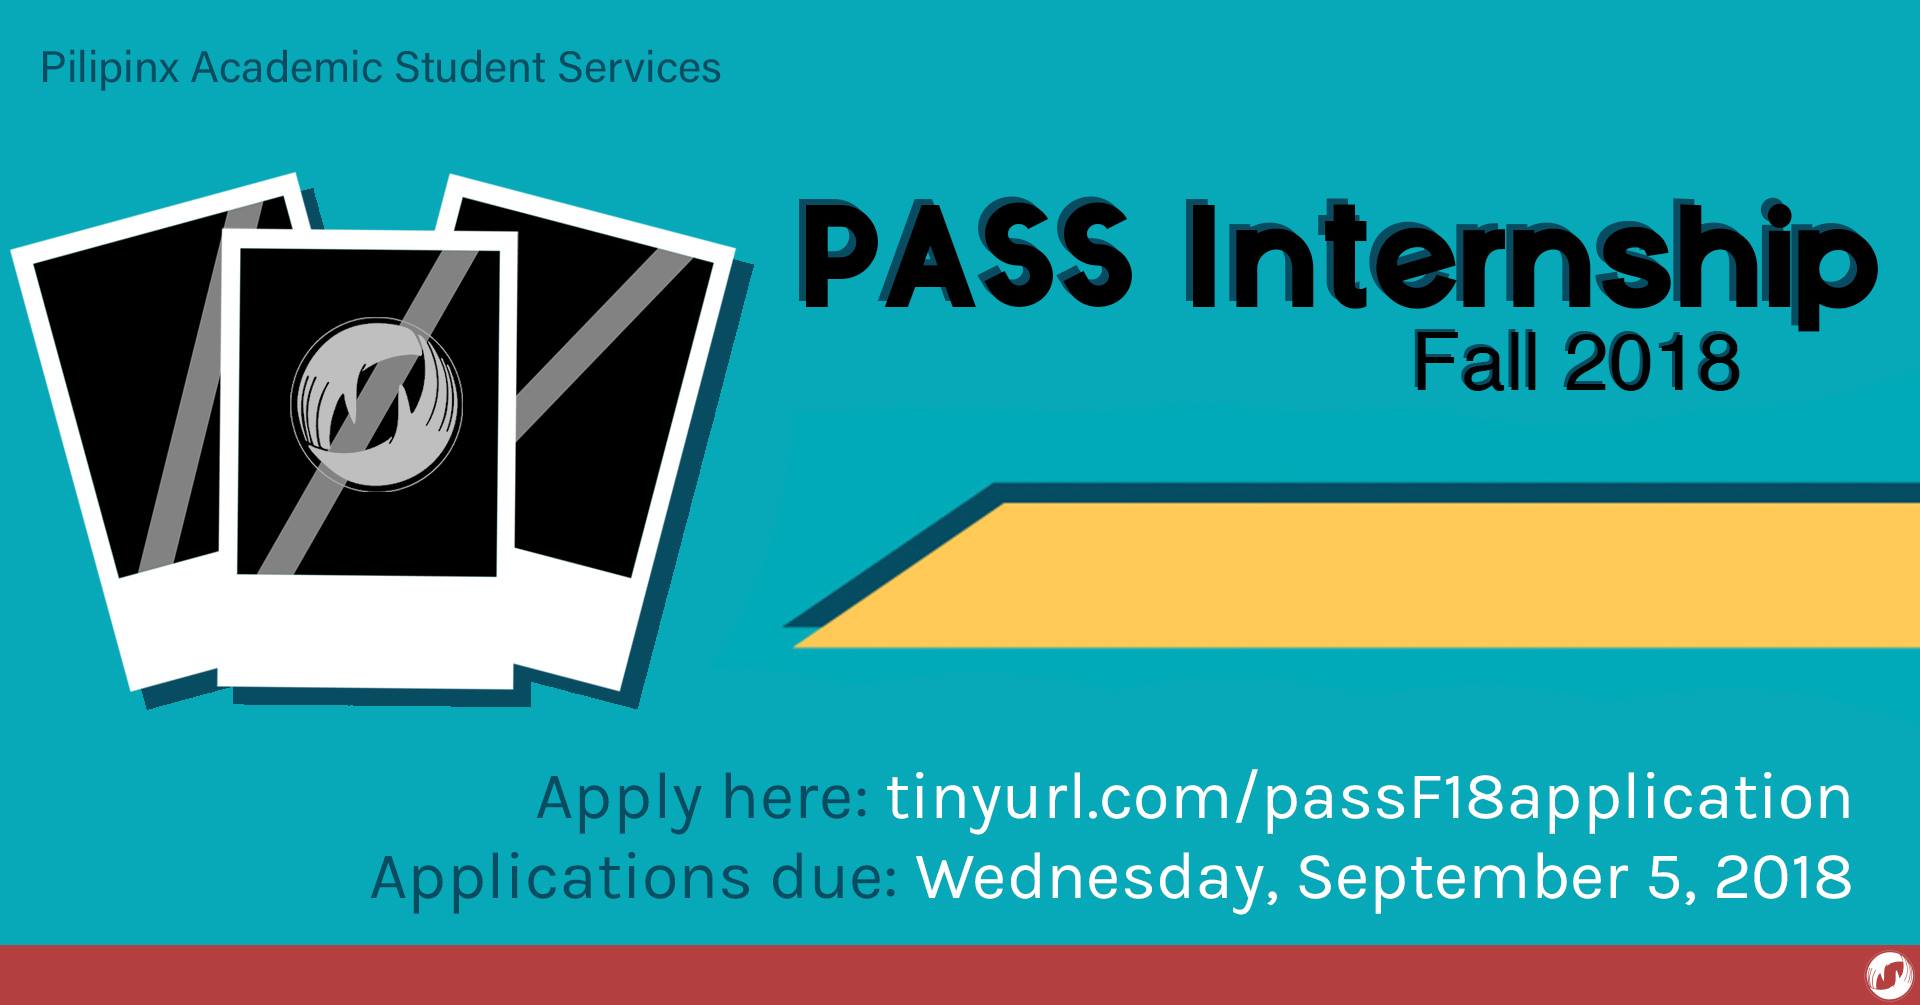 Pilipinx Academic Student Services
PASS Internship
Fall 2018
Apply here: tinyurl.com/passF18application
Applications due: Wednesday, September 5, 2018